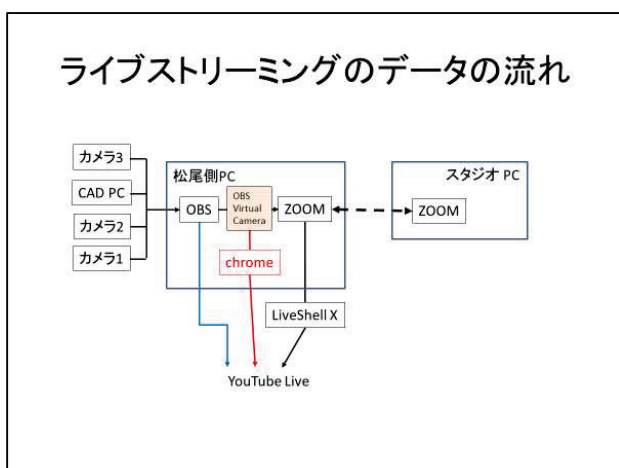 ライブストリーミングのデータの流れ
カメラ3
CAD PC
カメラ2
カメラ1
松尾側PC
OBS
OBS
Virtual
Camera
ZOOM
chrome
スタジオ PC
ZOOM
LiveShell X
YouTube Live